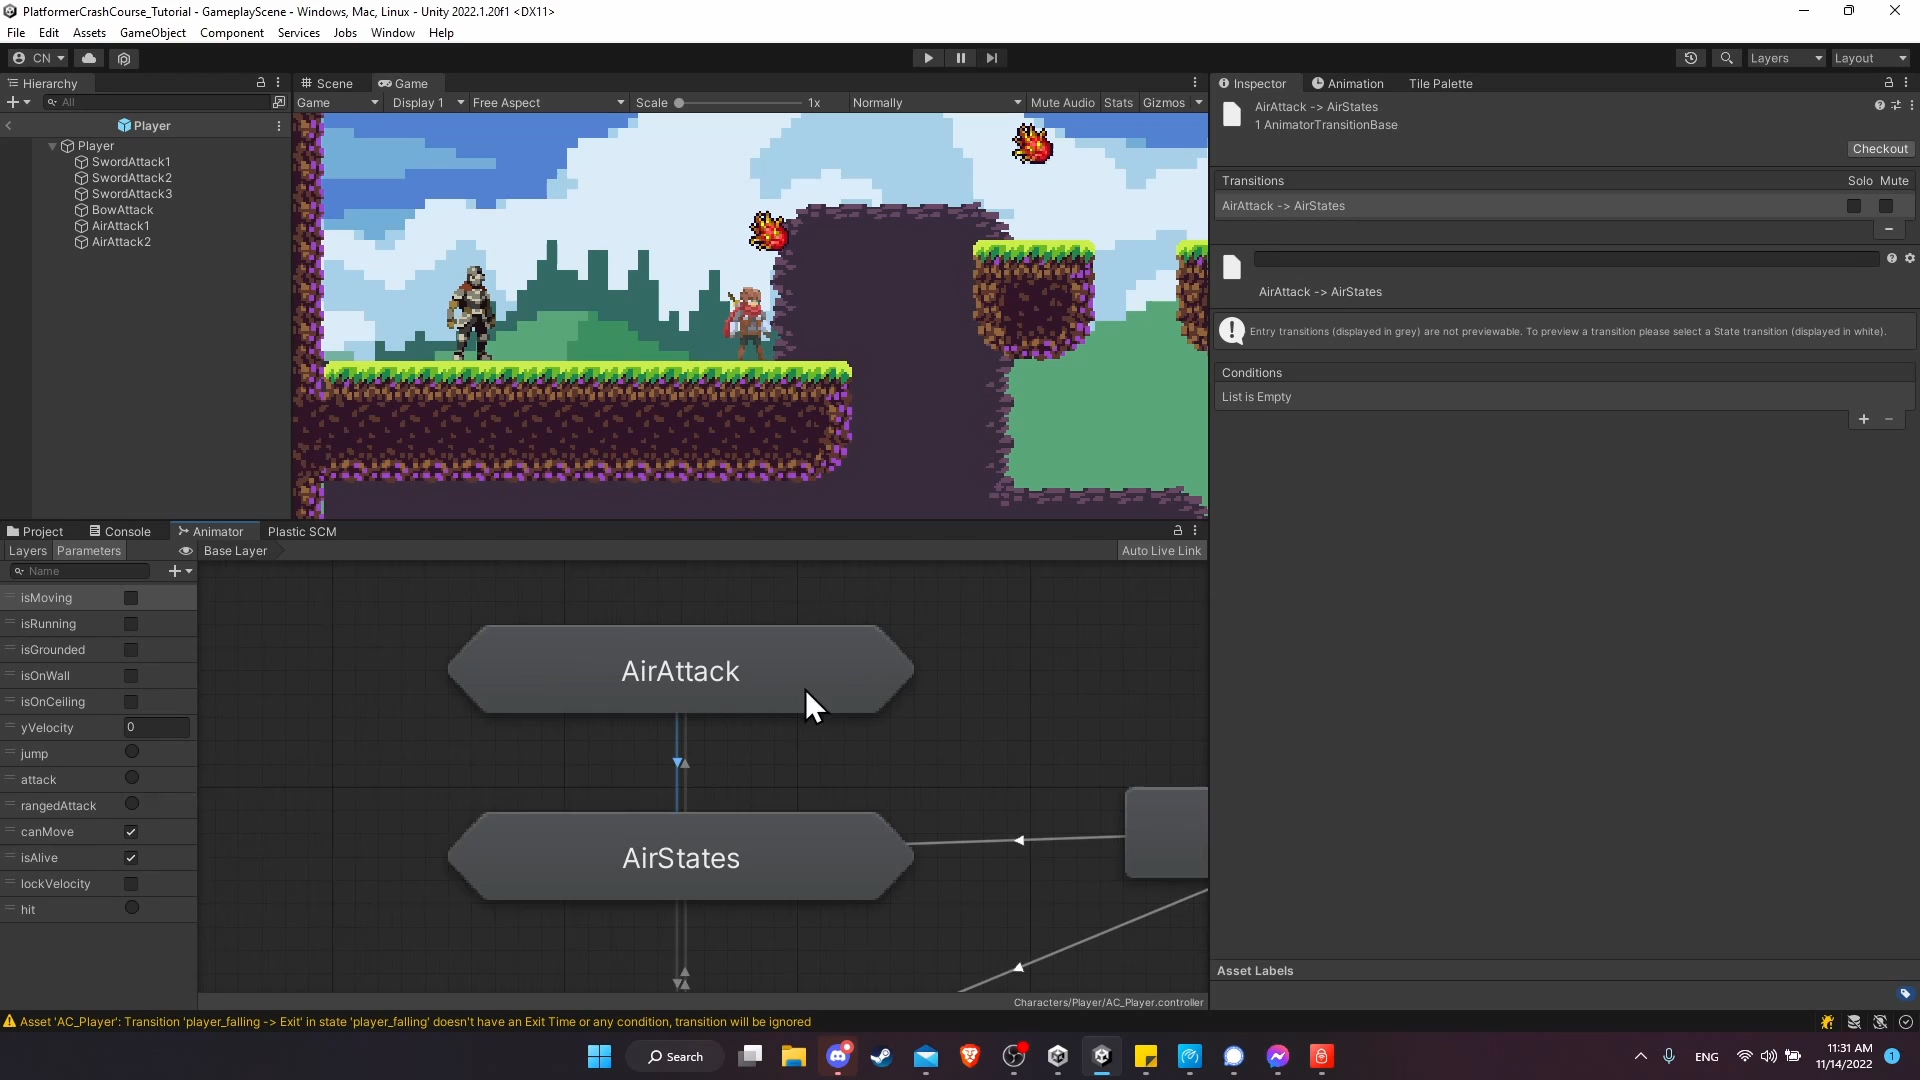 PlatformerCrashCourse_Tutorial - GameplayScene - Windows, Mac, Linux - Unity 2022.1.20f1 <DX11>
File Edit Assets GameObject Component Services Jobs Window Help
CN Layers Layout
Hierarchy Scene Game Inspector Animation Tile Palette
All Game Display 1 Free Aspect Scale 1x Normally Mute Audio Stats Gizmos
Player
Player
SwordAttack1
SwordAttack2
SwordAttack3
BowAttack
AirAttack1
AirAttack2
AirAttack -> AirStates
1 AnimatorTransitionBase
Checkout
Transitions Solo Mute
AirAttack -> AirStates
AirAttack -> AirStates
Entry transitions (displayed in grey) are not previewable. To preview a transition please select a State transition (displayed in white).
Conditions
List is Empty
Project Console Animator Plastic SCM
Layers Parameters Base Layer Auto Live Link
Name
isMoving
isRunning
isGrounded
isOnWall
isOnCeiling
yVelocity 0
jump
attack
rangedAttack
canMove
isAlive
lockVelocity
hit
AirAttack
AirStates
Asset Labels
Characters/Player/AC_Player.controller
Asset 'AC_Player': Transition 'player_falling -> Exit' in state 'player_falling' doesn't have an Exit Time or any condition, transition will be ignored
Search ENG 11:31 AM
11/14/2022 1